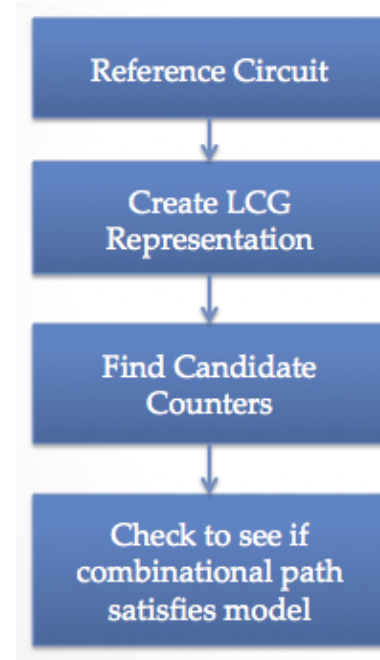 Reference Circuit
Create LCG
Representation
Find Candidate
Counters
Check to see if
combinational path
satisfies model